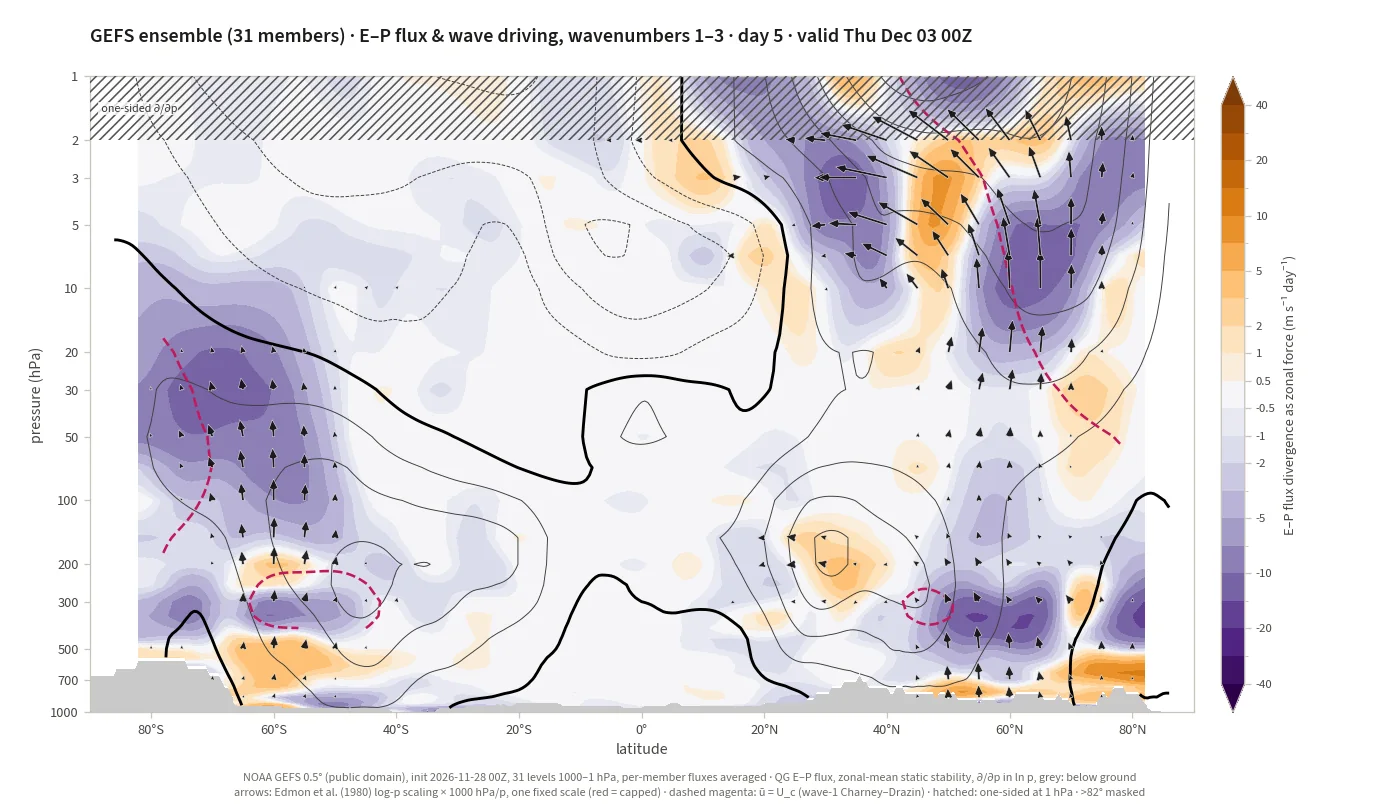 GEFS ensemble (31 members) · E–P flux & wave driving, wavenumbers 1–3 · day 5 · valid Thu Dec 03 00Z
one-sided ∂/∂p
pressure (hPa)
1
2
3
5
10
20
30
50
100
200
300
500
700
1000
80°S
60°S
40°S
20°S
0°
20°N
40°N
60°N
80°N
latitude
40
20
10
5
2
1
0.5
-0.5
-1
-2
-5
-10
-20
-40
E–P flux divergence as zonal force (m s⁻¹ day⁻¹)
NOAA GEFS 0.5° (public domain), init 2026-11-28 00Z, 31 levels 1000–1 hPa, per-member fluxes averaged · QG E–P flux, zonal-mean static stability, ∂/∂p in ln p, grey: below ground
arrows: Edmon et al. (1980) log-p scaling × 1000 hPa/p, one fixed scale (red = capped) · dashed magenta: ū = U_c (wave-1 Charney–Drazin) · hatched: one-sided at 1 hPa · >82° masked